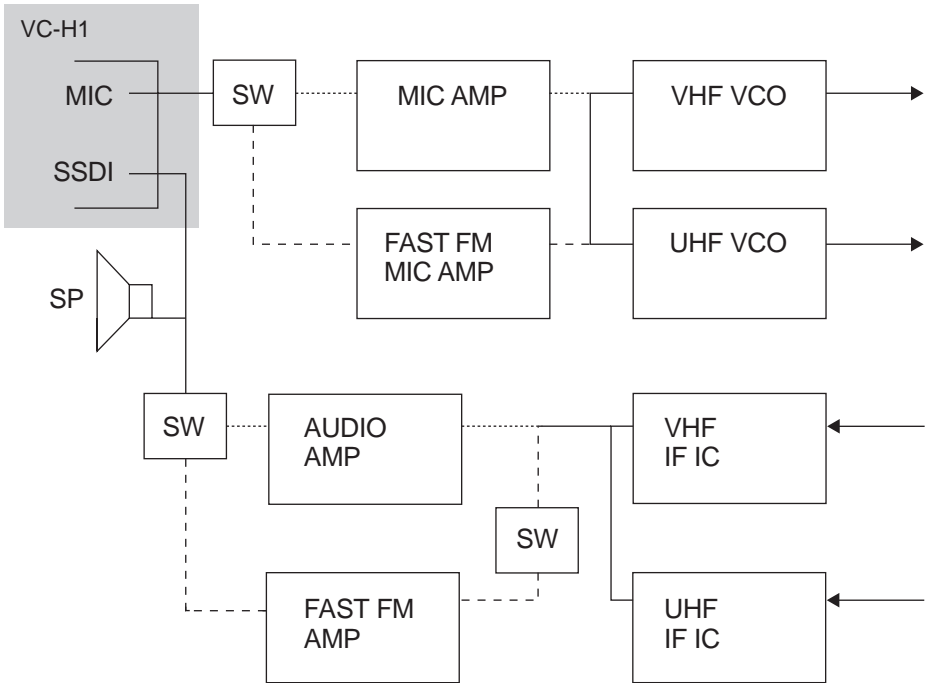 VC-H1
MIC
SW
MIC AMP
VHF VCO
SSDI
FAST FM
MIC AMP
UHF VCO
SP
SW
AUDIO
AMP
VHF
IF IC
SW
FAST FM
AMP
UHF
IF IC